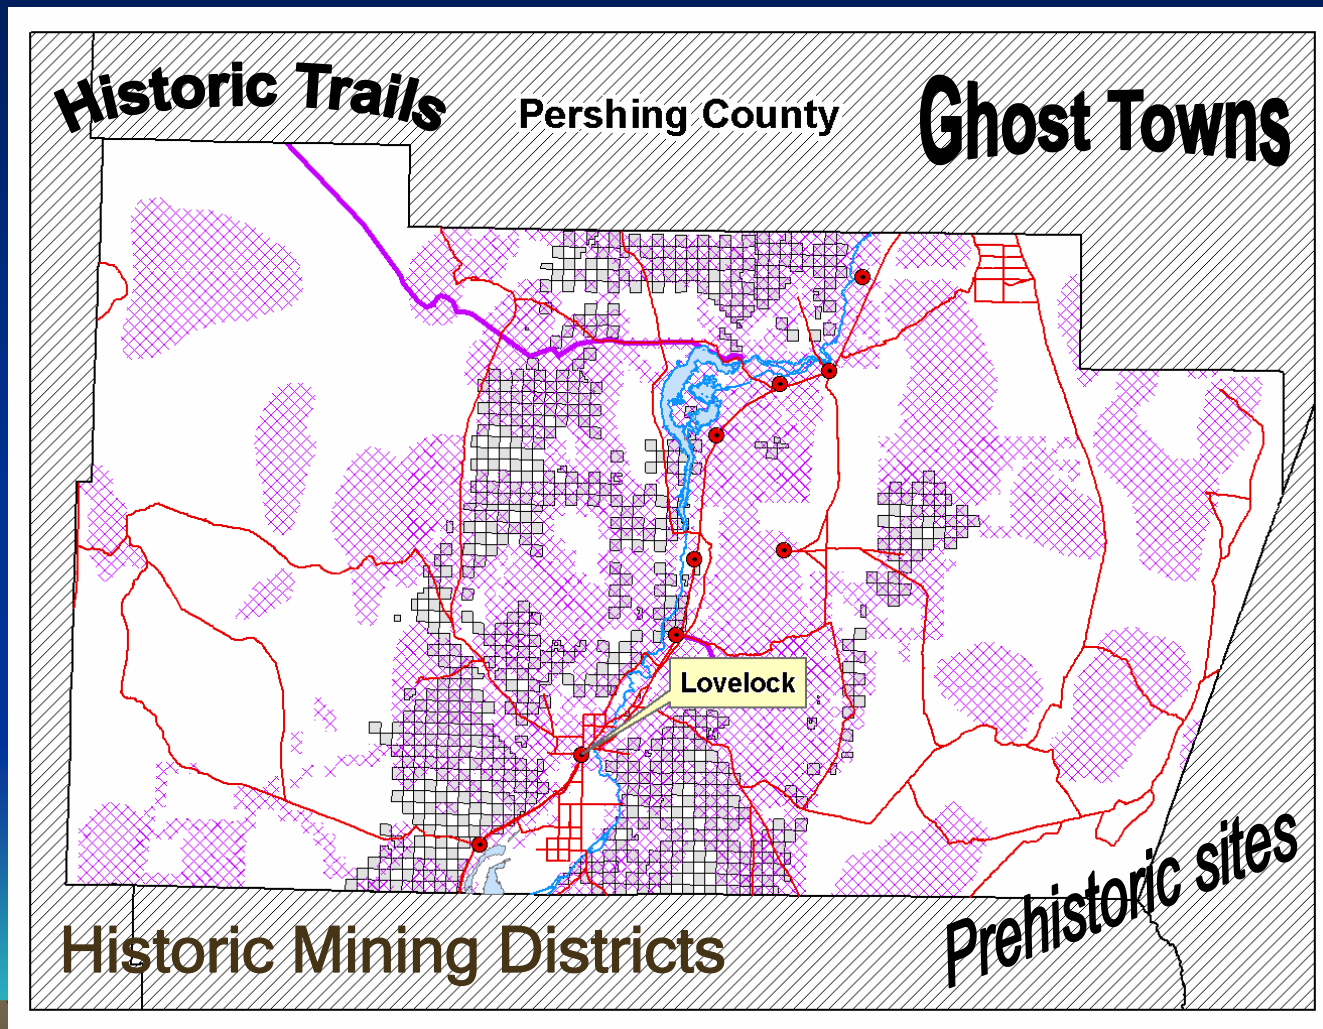 Historic Trails
Pershing County
Ghost Towns
Lovelock
Prehistoric sites
Historic Mining Districts